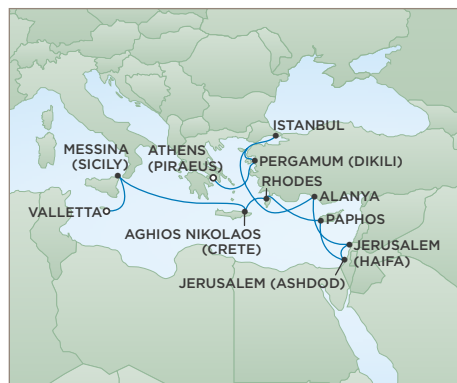 ISTANBUL
MESSINA
(SICILY)
ATHENS
(PIRAEUS)
PERGAMUM (DIKILI)
RHODES
ALANYA
VALLETTA
PAPHOS
AGHIOS NIKOLAOS
(CRETE)
JERUSALEM
(HAIFA)
JERUSALEM (ASHDOD)